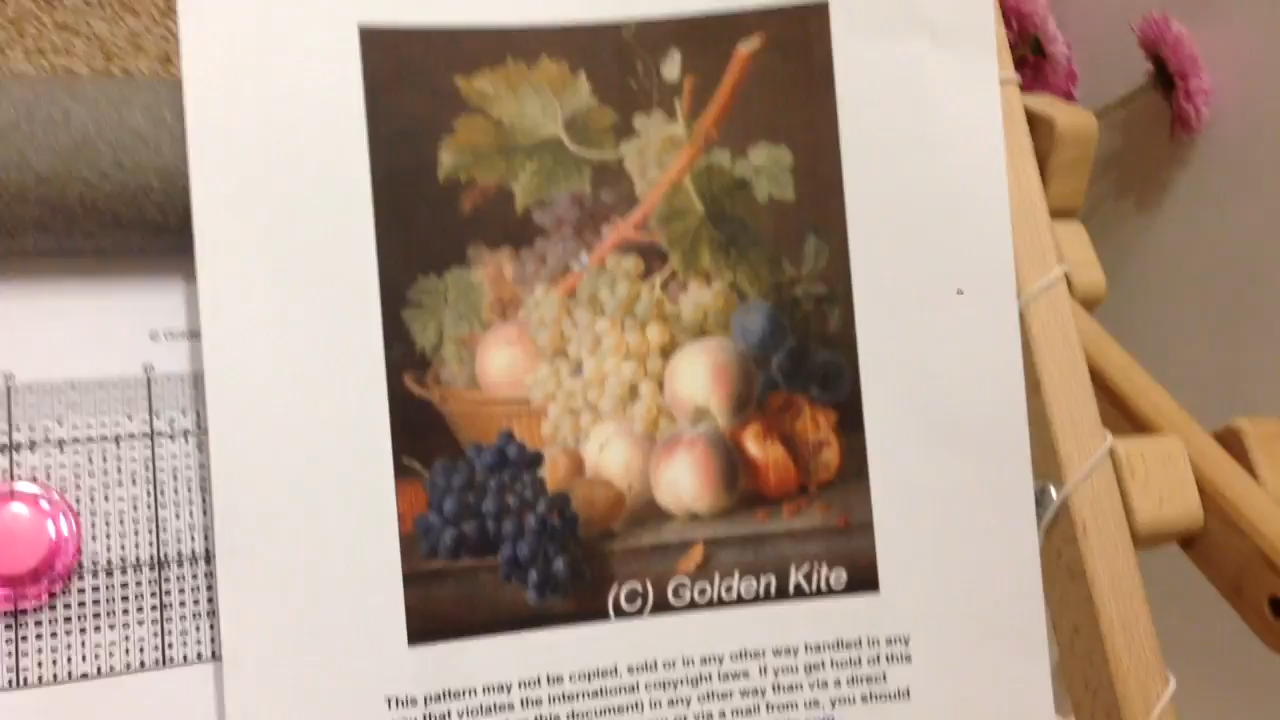 (C) Golden Kite
This pattern may not be copied, sold or in any other way handled in any
that violates the international copyright laws. If you get hold of this
this document) in any other way than via a direct
or via a mail from us, you should